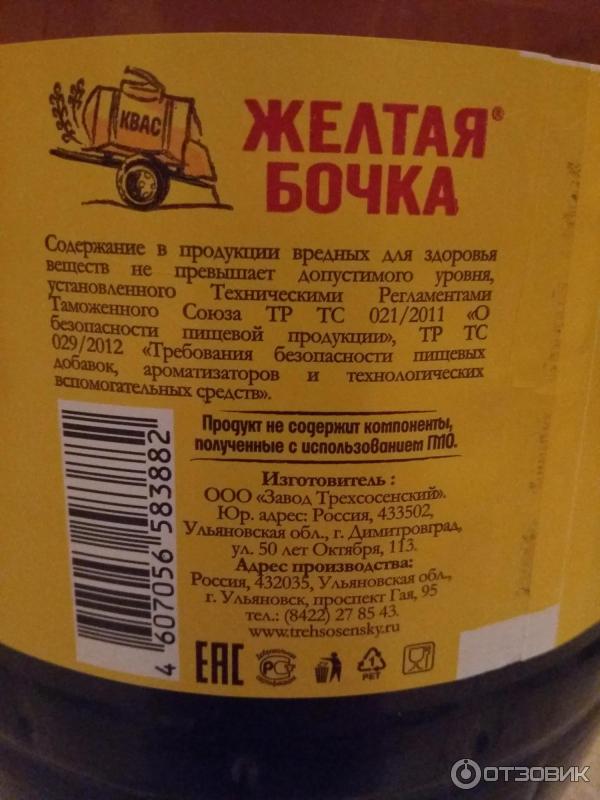 КВАС
ЖЕЛТАЯ®
БОЧКА
Содержание в продукции вредных для здоровья
веществ не превышает допустимого уровня,
установленного Техническими Регламентами
Таможенного Союза ТР ТС 021/2011 «О
безопасности пищевой продукции», ТР ТС
029/2012 «Требования безопасности пищевых
добавок, ароматизаторов и технологических
вспомогательных средств».
Продукт не содержит компоненты,
полученные с использованием ГМО.
Изготовитель :
ООО «Завод Трехсосенский».
Юр. адрес: Россия, 433502,
Ульяновская обл., г. Димитровград,
ул. 50 лет Октября, 113.
Адрес производства:
Россия, 432035, Ульяновская обл.,
г. Ульяновск, проспект Гая, 95
тел.: (8422) 27 85 43.
www.trehsosensky.ru
4 607056 583882
ЕАС
РСТ
1
PET
ОТЗОВИК